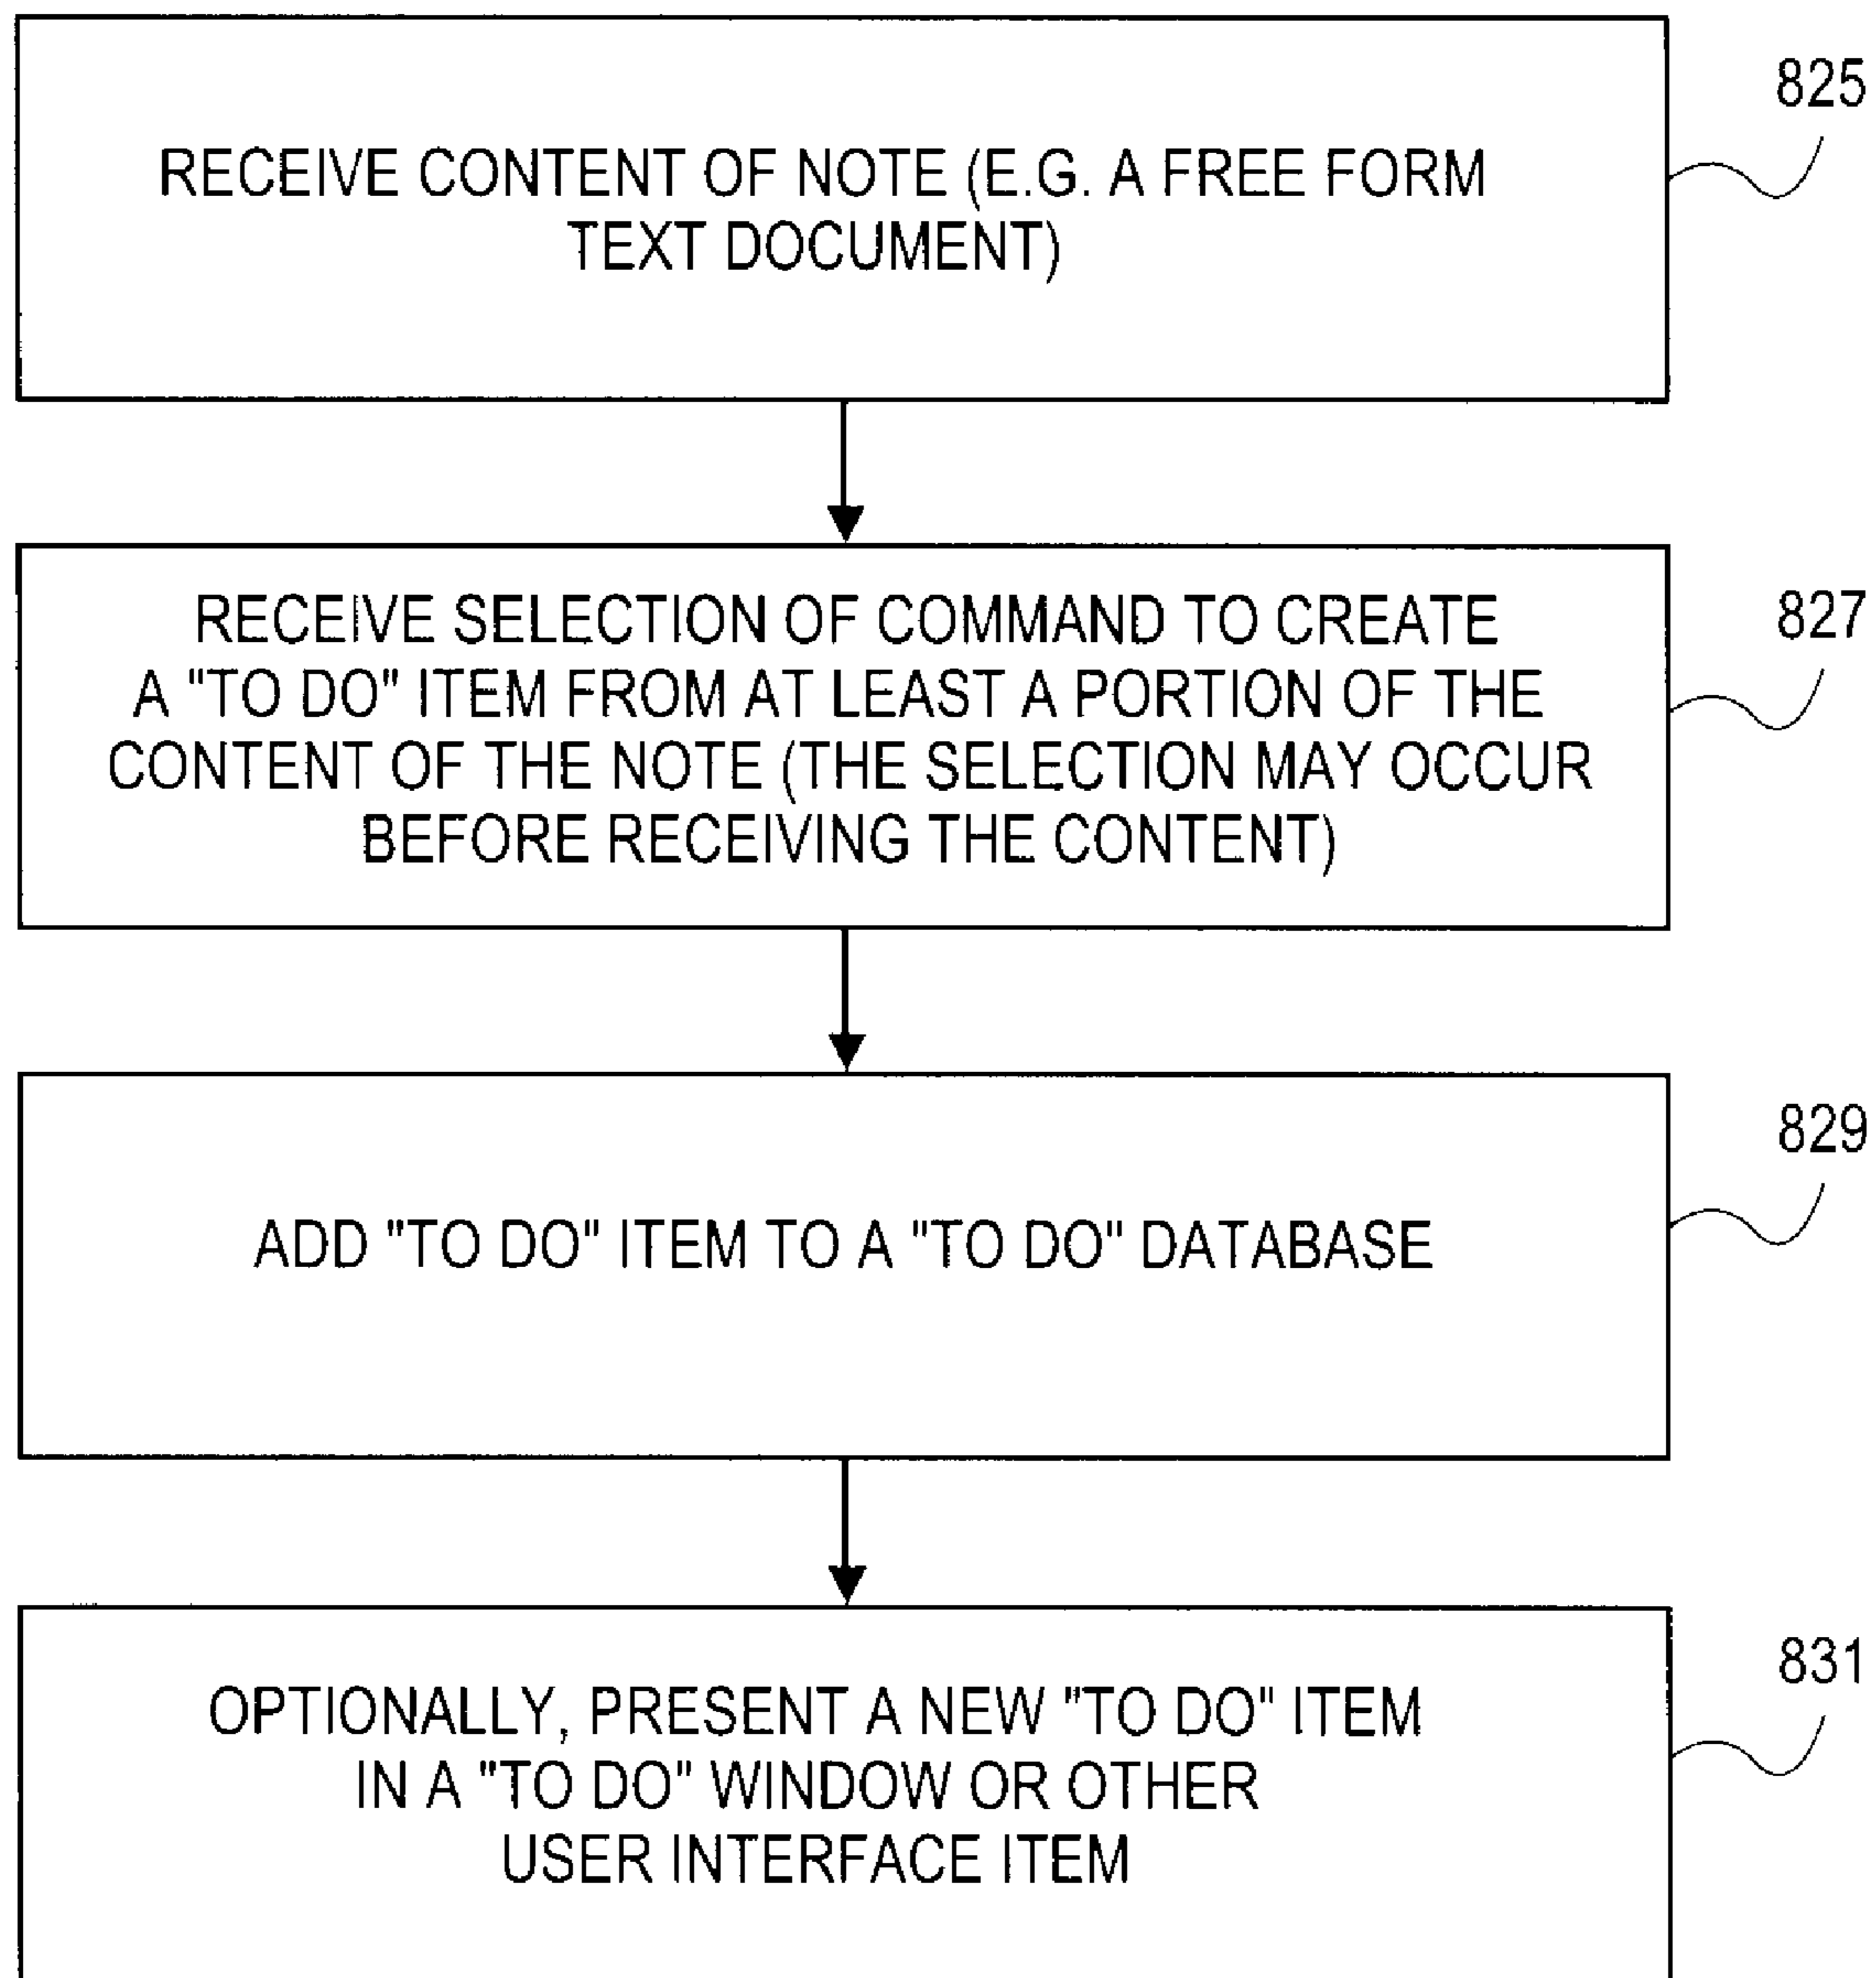 825
RECEIVE CONTENT OF NOTE (E.G. A FREE FORM
TEXT DOCUMENT)
827
RECEIVE SELECTION OF COMMAND TO CREATE
A "TO DO" ITEM FROM AT LEAST A PORTION OF THE
CONTENT OF THE NOTE (THE SELECTION MAY OCCUR
BEFORE RECEIVING THE CONTENT)
829
ADD "TO DO" ITEM TO A "TO DO" DATABASE
831
OPTIONALLY, PRESENT A NEW "TO DO" ITEM
IN A "TO DO" WINDOW OR OTHER
USER INTERFACE ITEM